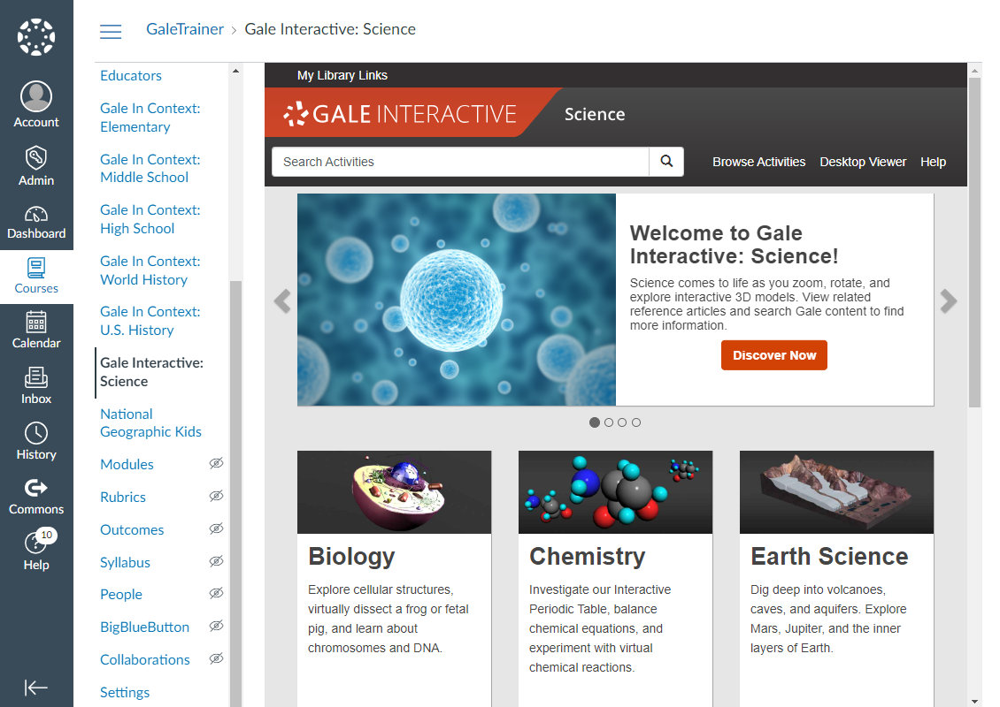 GaleTrainer › Gale Interactive: Science
Account
Admin
Dashboard
Courses
Calendar
Inbox
History
Commons
10
Help
Educators
Gale In Context:
Elementary
Gale In Context:
Middle School
Gale In Context:
High School
Gale In Context:
World History
Gale In Context:
U.S. History
Gale Interactive:
Science
National
Geographic Kids
Modules
Rubrics
Outcomes
Syllabus
People
BigBlueButton
Collaborations
Settings
My Library Links
GALE INTERACTIVE Science
Search Activities
Browse Activities Desktop Viewer Help
Welcome to Gale
Interactive: Science!
Science comes to life as you zoom, rotate, and
explore interactive 3D models. View related
reference articles and search Gale content to find
more information.
Discover Now
Biology
Explore cellular structures,
virtually dissect a frog or fetal
pig, and learn about
chromosomes and DNA.
Chemistry
Investigate our Interactive
Periodic Table, balance
chemical equations, and
experiment with virtual
chemical reactions.
Earth Science
Dig deep into volcanoes,
caves, and aquifers. Explore
Mars, Jupiter, and the inner
layers of Earth.